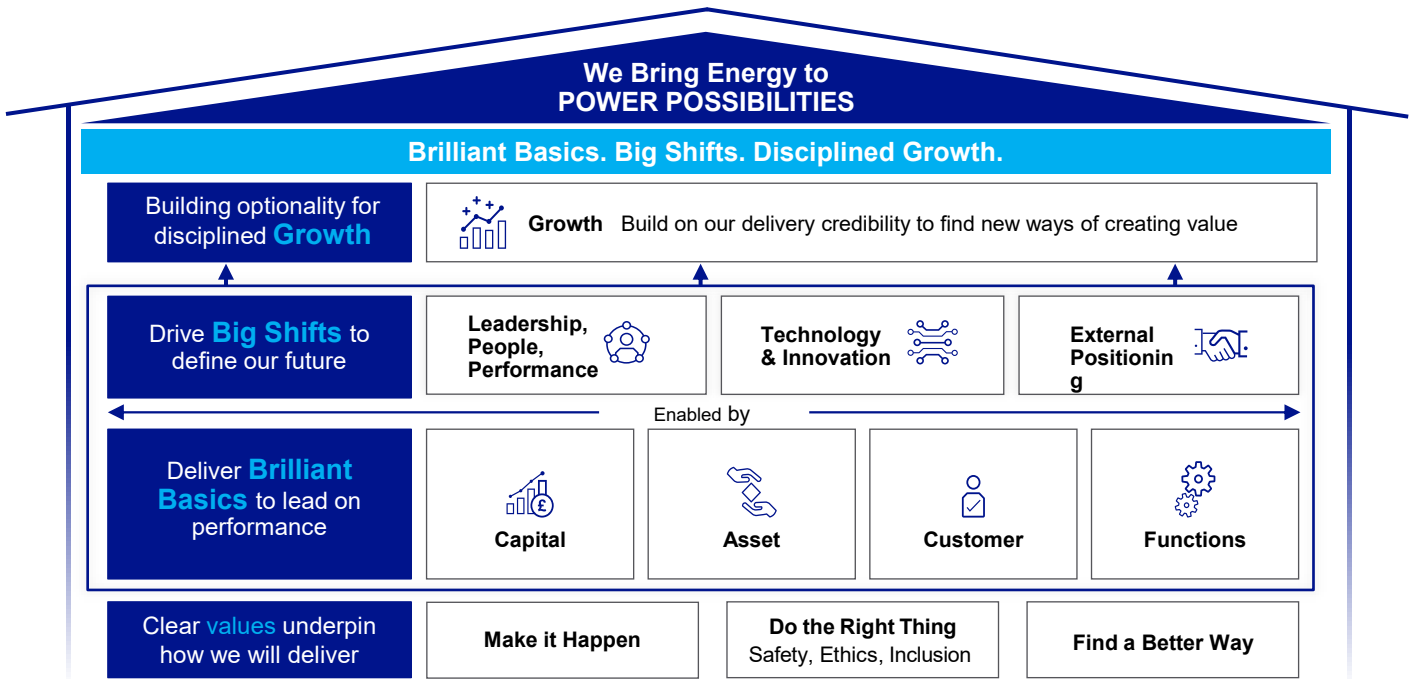 We Bring Energy to
POWER POSSIBILITIES
Brilliant Basics. Big Shifts. Disciplined Growth.
Building optionality for
disciplined Growth
Growth Build on our delivery credibility to find new ways of creating value
Drive Big Shifts to
define our future
Leadership,
People,
Performance
Technology
& Innovation
External
Positionin
g
Enabled by
Deliver Brilliant
Basics to lead on
performance
£
Capital
Asset
Customer
Functions
Clear values underpin
how we will deliver
Make it Happen
Do the Right Thing
Safety, Ethics, Inclusion
Find a Better Way